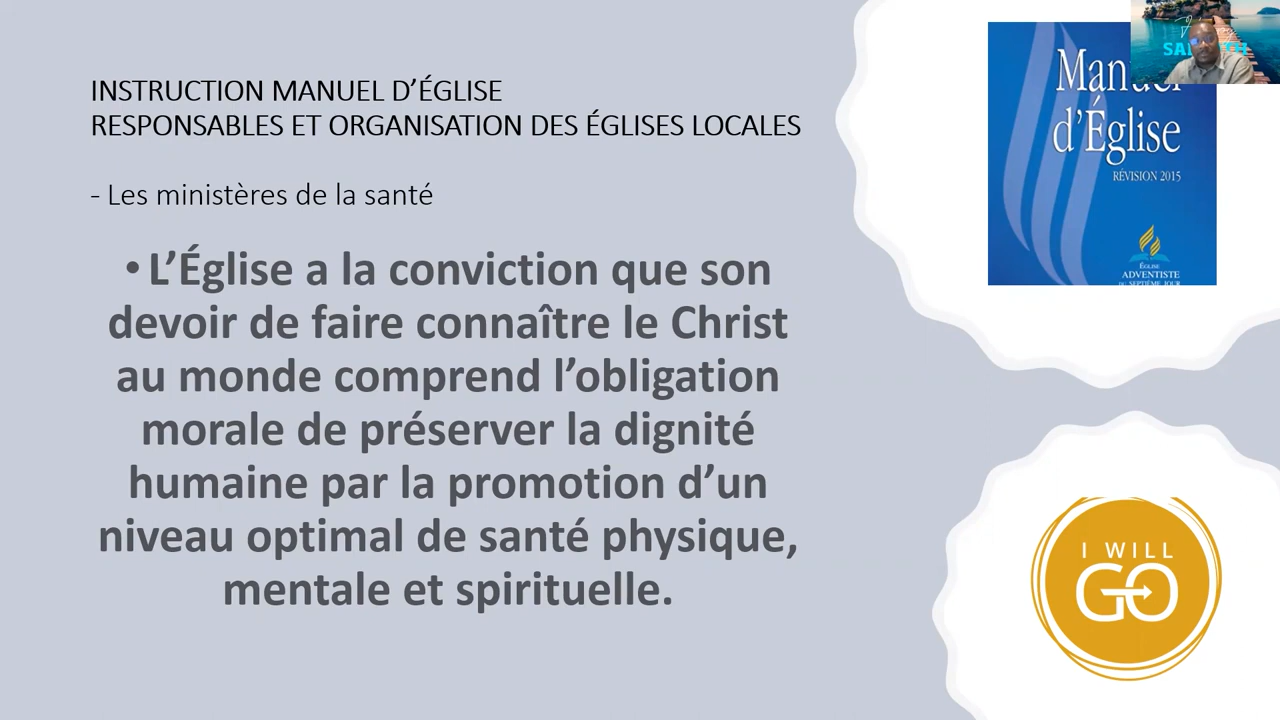 INSTRUCTION MANUEL D’ÉGLISE
RESPONSABLES ET ORGANISATION DES ÉGLISES LOCALES
- Les ministères de la santé
• L’Église a la conviction que son
devoir de faire connaître le Christ
au monde comprend l’obligation
morale de préserver la dignité
humaine par la promotion d’un
niveau optimal de santé physique,
mentale et spirituelle.
Manuel
d’Église
RÉVISION 2015
ÉGLISE
ADVENTISTE
DU SEPTIÈME JOUR
I WILL
GO